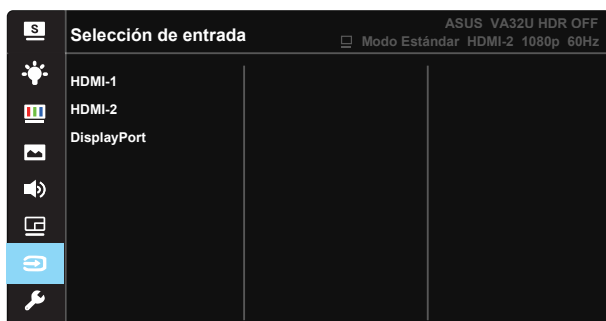 S
Selección de entrada
ASUS VA32U HDR OFF
Modo Estándar HDMI-2 1080p 60Hz
HDMI-1
HDMI-2
DisplayPort